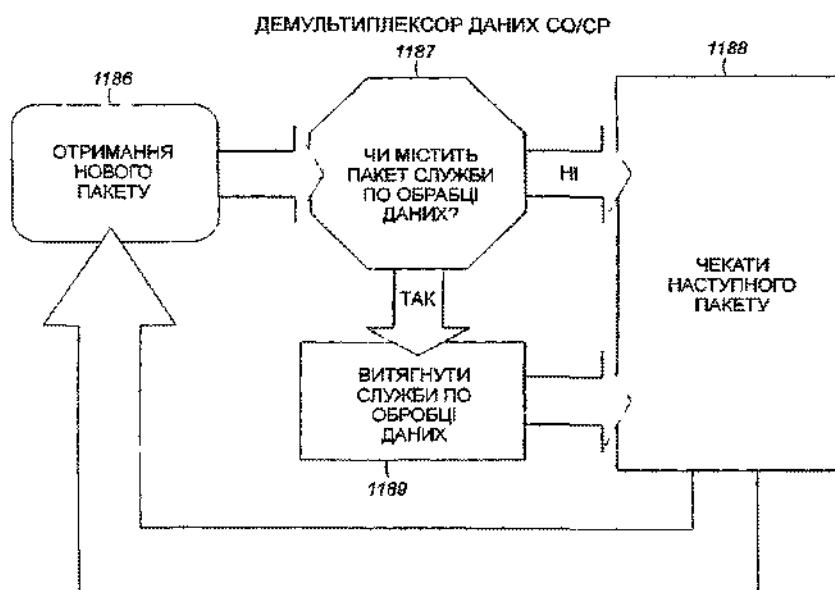 ДЕМУЛЬТИПЛЕКСОР ДАНИХ СО/СР
1186
1187
1188
ОТРИМАННЯ
НОВОГО
ПАКЕТУ
ЧИ МІСТИТЬ
ПАКЕТ СЛУЖБИ
ПО ОБРАБЦІ
ДАНИХ?
НІ
ЧЕКАТИ
НАСТУПНОГО
ПАКЕТУ
ТАК
ВИТЯГНУТИ
СЛУЖБИ ПО
ОБРОБЦІ
ДАНИХ
1189